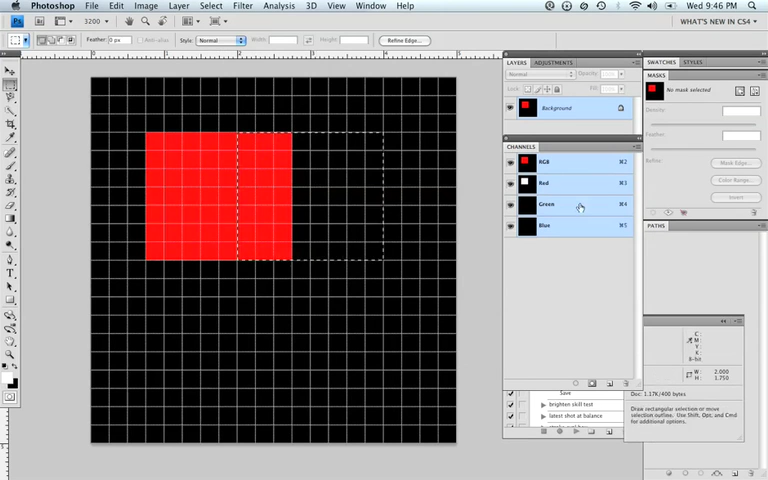 Photoshop File Edit Image Layer Select Filter Analysis 3D View Window Help Wed 9:46 PM
3200 WHAT'S NEW IN CS4
Feather: 0 px Anti-alias Style: Normal Width: Height: Refine Edge...
LAYERS ADJUSTMENTS
SWATCHES STYLES
Normal Opacity:
MASKS
Lock: Fill:
No mask selected
Background
Density:
Feather:
CHANNELS
RGB ⌘2
Mask Edge...
Red ⌘3
Color Range...
Invert
Green ⌘4
Blue ⌘5
PATHS
C:
M:
Y:
K:
8-bit
W: 2.000
H: 1.750
Save
Doc: 1.17K/400 bytes
brighten skill test
latest shot at balance
Draw rectangular selection or move
selection outline. Use Shift, Opt, and Cmd
for additional options.